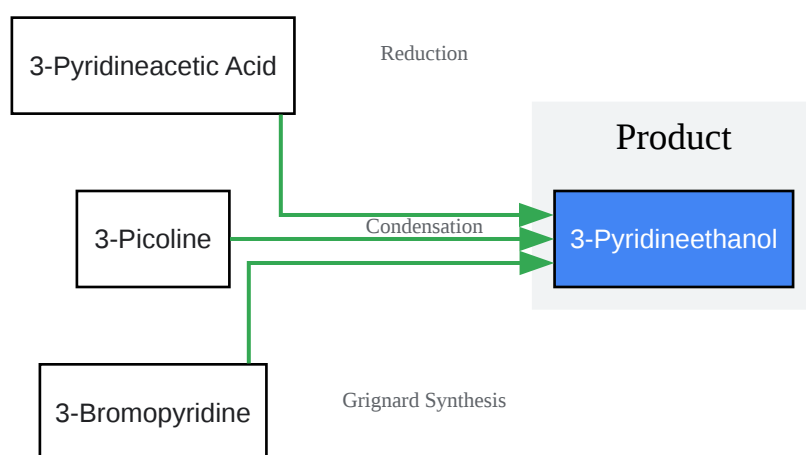 3-Pyridineacetic Acid
Reduction
Product
3-Picoline
Condensation
3-Pyridineethanol
3-Bromopyridine
Grignard Synthesis